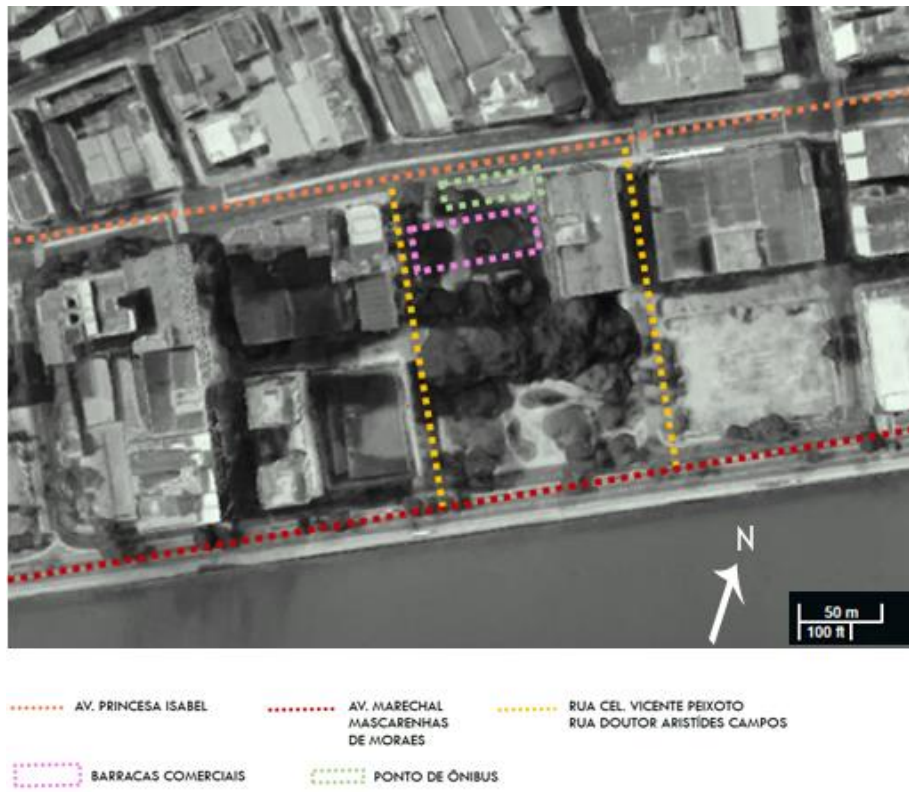 N
50 m
100 ft
AV. PRINCESA ISABEL
AV. MARECHAL
MASCARENHAS
DE MORAES
RUA CEL. VICENTE PEIXOTO
RUA DOUTOR ARISTÍDES CAMPOS
BARRACAS COMERCIAIS
PONTO DE ÔNIBUS